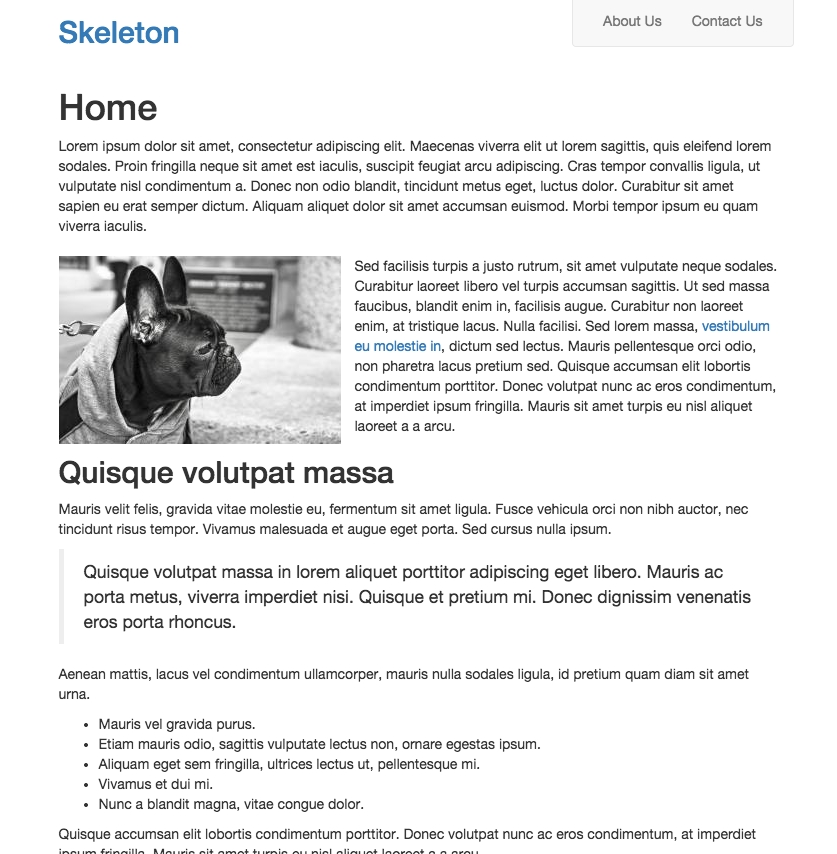 Skeleton
About Us Contact Us
Home
Lorem ipsum dolor sit amet, consectetur adipiscing elit. Maecenas viverra elit ut lorem sagittis, quis eleifend lorem
sodales. Proin fringilla neque sit amet est iaculis, suscipit feugiat arcu adipiscing. Cras tempor convallis ligula, ut
vulputate nisl condimentum a. Donec non odio blandit, tincidunt metus eget, luctus dolor. Curabitur sit amet
sapien eu erat semper dictum. Aliquam aliquet dolor sit amet accumsan euismod. Morbi tempor ipsum eu quam
viverra iaculis.
Sed facilisis turpis a justo rutrum, sit amet vulputate neque sodales.
Curabitur laoreet libero vel turpis accumsan sagittis. Ut sed massa
faucibus, blandit enim in, facilisis augue. Curabitur non laoreet
enim, at tristique lacus. Nulla facilisi. Sed lorem massa, vestibulum
eu molestie in, dictum sed lectus. Mauris pellentesque orci odio,
non pharetra lacus pretium sed. Quisque accumsan elit lobortis
condimentum porttitor. Donec volutpat nunc ac eros condimentum,
at imperdiet ipsum fringilla. Mauris sit amet turpis eu nisl aliquet
laoreet a a arcu.
Quisque volutpat massa
Mauris velit felis, gravida vitae molestie eu, fermentum sit amet ligula. Fusce vehicula orci non nibh auctor, nec
tincidunt risus tempor. Vivamus malesuada et augue eget porta. Sed cursus nulla ipsum.
Quisque volutpat massa in lorem aliquet porttitor adipiscing eget libero. Mauris ac
porta metus, viverra imperdiet nisi. Quisque et pretium mi. Donec dignissim venenatis
eros porta rhoncus.
Aenean mattis, lacus vel condimentum ullamcorper, mauris nulla sodales ligula, id pretium quam diam sit amet
urna.
• Mauris vel gravida purus.
• Etiam mauris odio, sagittis vulputate lectus non, ornare egestas ipsum.
• Aliquam eget sem fringilla, ultrices lectus ut, pellentesque mi.
• Vivamus et dui mi.
• Nunc a blandit magna, vitae congue dolor.
Quisque accumsan elit lobortis condimentum porttitor. Donec volutpat nunc ac eros condimentum, at imperdiet
ipsum fringilla. Mauris sit amet turpis eu nisl aliquet laoreet a a arcu.